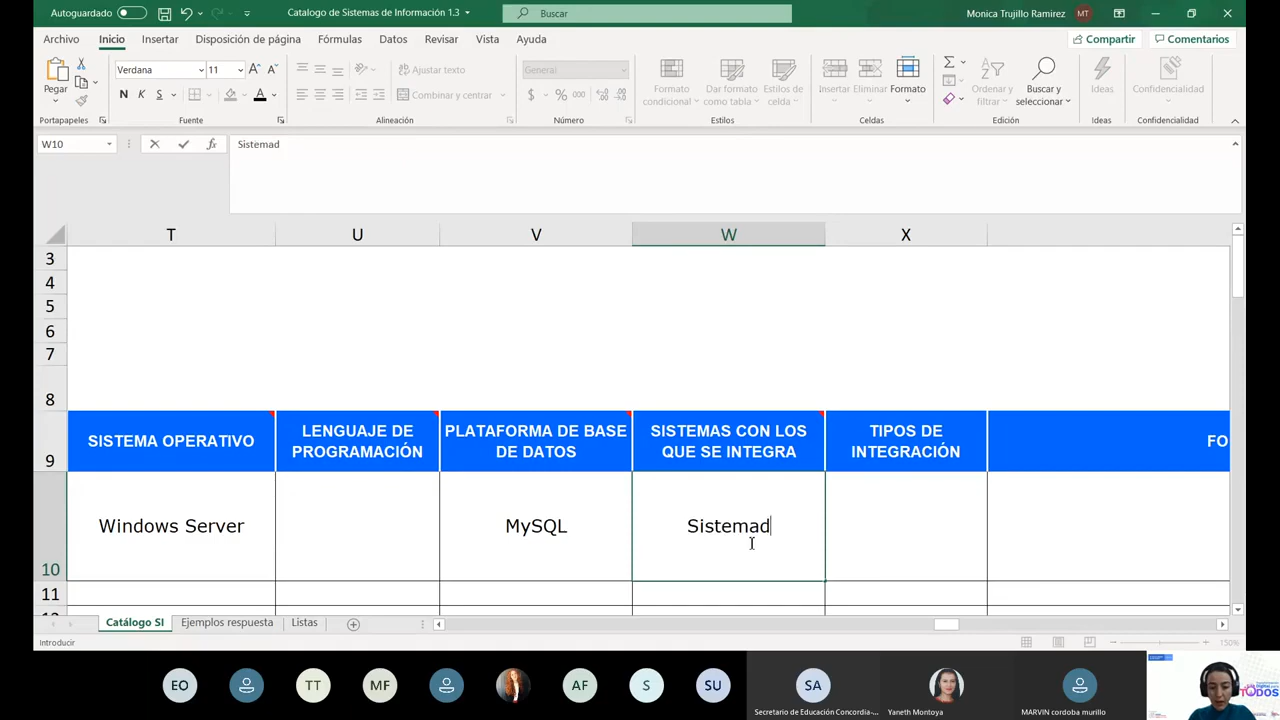 Autoguardado
Catalogo de Sistemas de Información 1.3
Buscar
Monica Trujillo Ramirez
MT
Archivo
Inicio
Insertar
Disposición de página
Fórmulas
Datos
Revisar
Vista
Ayuda
Compartir
Comentarios
Pegar
Verdana
11
N
K
S
Ajustar texto
Combinar y centrar
General
$ % 000
Formato
condicional
Dar formato
como tabla
Estilos de
celda
Insertar
Eliminar
Formato
Ordenar y
filtrar
Buscar y
seleccionar
Ideas
Confidencialidad
Portapapeles
Fuente
Alineación
Número
Estilos
Celdas
Edición
Ideas
Confidencialidad
W10
fx
Sistemad
T
U
V
W
X
3
4
5
6
7
8
9
SISTEMA OPERATIVO
LENGUAJE DE
PROGRAMACIÓN
PLATAFORMA DE BASE
DE DATOS
SISTEMAS CON LOS
QUE SE INTEGRA
TIPOS DE
INTEGRACIÓN
FO
10
Windows Server
MySQL
Sistemad
11
Catálogo SI
Ejemplos respuesta
Listas
Introducir
150%
EO
TT
MF
AF
S
SU
SA
Secretario de Educación Concordia-...
Yaneth Montoya
MARVIN cordoba murillo
TODOS